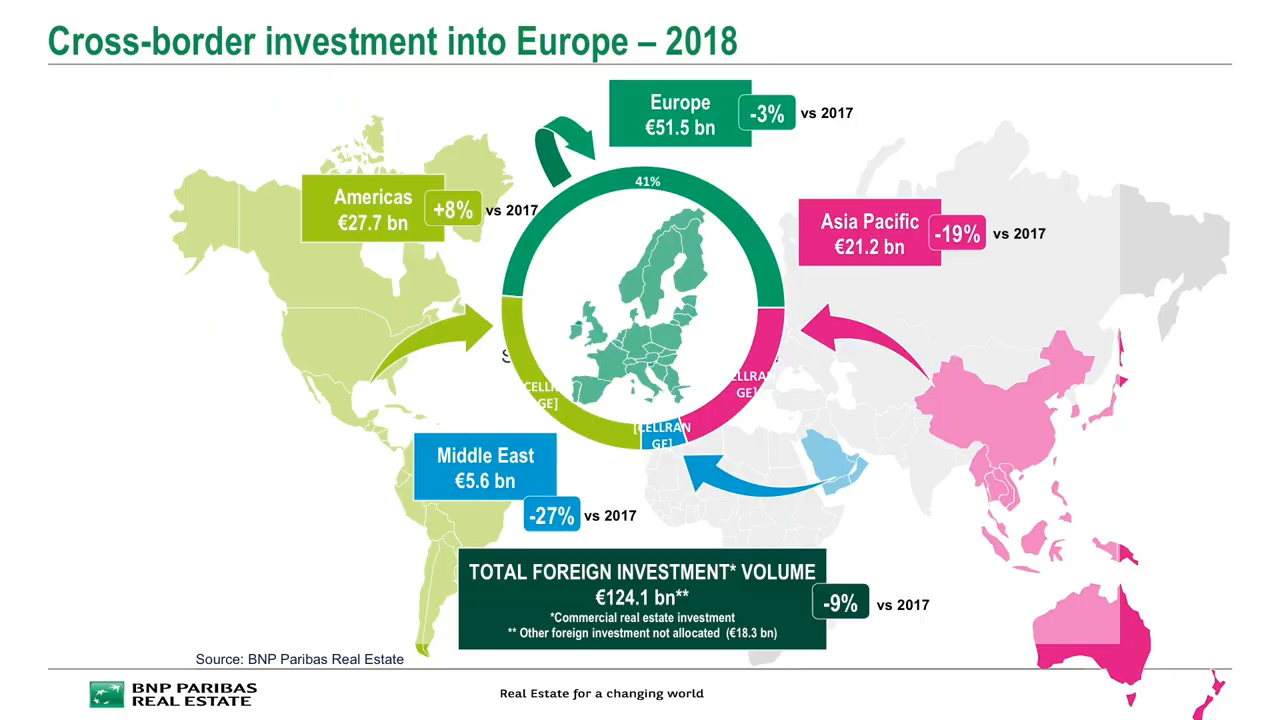 Cross-border investment into Europe – 2018
Europe
€51.5 bn
-3%
vs 2017
41%
Americas
€27.7 bn
+8%
vs 2017
Asia Pacific
€21.2 bn
-19%
vs 2017
S
[CELLRAN
GE]
Middle East
€5.6 bn
-27%
vs 2017
TOTAL FOREIGN INVESTMENT* VOLUME
€124.1 bn**
*Commercial real estate investment
** Other foreign investment not allocated (€18.3 bn)
-9%
vs 2017
Source: BNP Paribas Real Estate
BNP PARIBAS
REAL ESTATE
Real Estate for a changing world